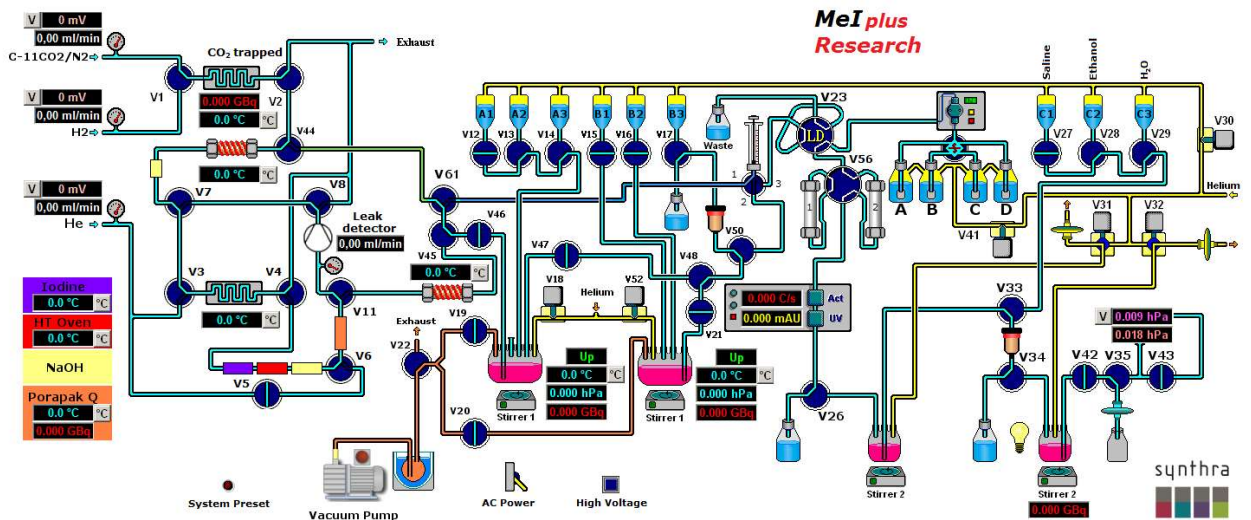 MeI plus
Research
V 0 mV
0,00 ml/min
C-11CO2/N2
V 0 mV
0,00 ml/min
H2
V 0 mV
0,00 ml/min
He
CO2 trapped
0.000 GBq
0.0 °C °C
V1
V2
Exhaust
V44
0.0 °C °C
V7
V8
Leak
detector
0,00 ml/min
V3
V4
0.0 °C °C
V11
V5
V6
Iodine
0.0 °C °C
HT Oven
0.0 °C °C
NaOH
Porapak Q
0.0 °C °C
0.000 GBq
System Preset
Vacuum Pump
AC Power
High Voltage
A1
A2
A3
B1
B2
B3
V12
V13
V14
V15
V16
V17
Waste
V23
ILD
1
2
3
V56
1
2
V61
V46
V45
0.0 °C °C
V47
V48
V50
V18
Helium
V52
V19
V20
V21
Exhaust
V22
Up
0.0 °C °C
0.000 hPa
0.000 GBq
Stirrer 1
Up
0.0 °C °C
0.000 hPa
0.000 GBq
Stirrer 1
0.000 C/s
Act
0.000 mAU
UV
V26
A
B
C
D
V41
Saline
Ethanol
H2O
C1
C2
C3
V27
V28
V29
V30
Helium
V31
V32
V33
V34
V42
V35
V43
V 0.009 hPa
0.018 hPa
Stirrer 2
Stirrer 2
0.000 GBq
synthra